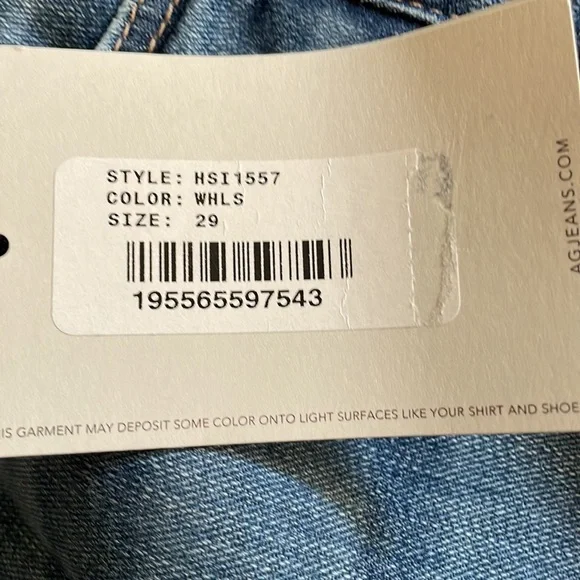 STYLE: HSI1557
COLOR: WHLS
SIZE: 29
195565597543
AGJEANS.COM
IS GARMENT MAY DEPOSIT SOME COLOR ONTO LIGHT SURFACES LIKE YOUR SHIRT AND SHOE